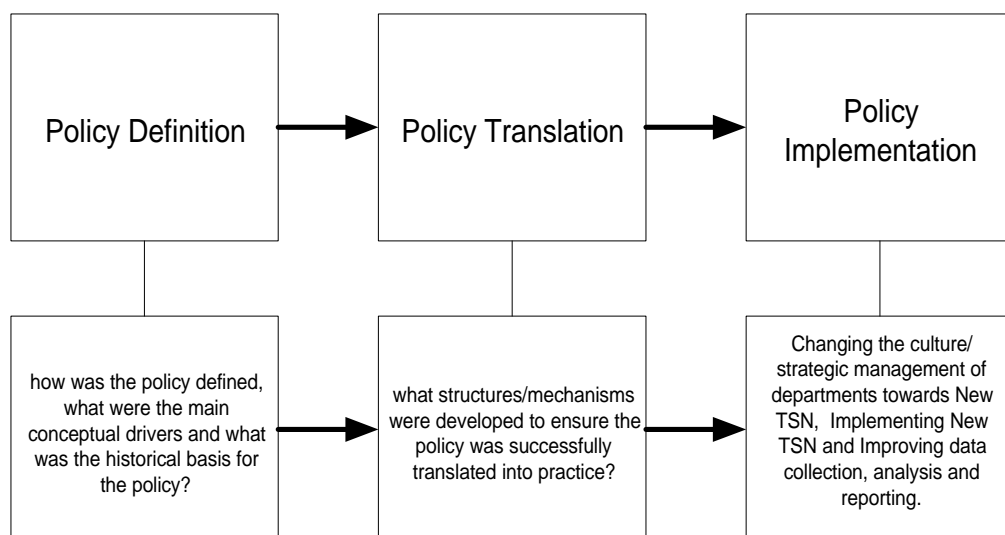 Policy Definition
Policy Translation
Policy
Implementation
how was the policy defined,
what were the main
conceptual drivers and what
was the historical basis for
the policy?
what structures/mechanisms
were developed to ensure the
policy was successfully
translated into practice?
Changing the culture/
strategic management of
departments towards New
TSN,  Implementing New
TSN and Improving data
collection, analysis and
reporting.